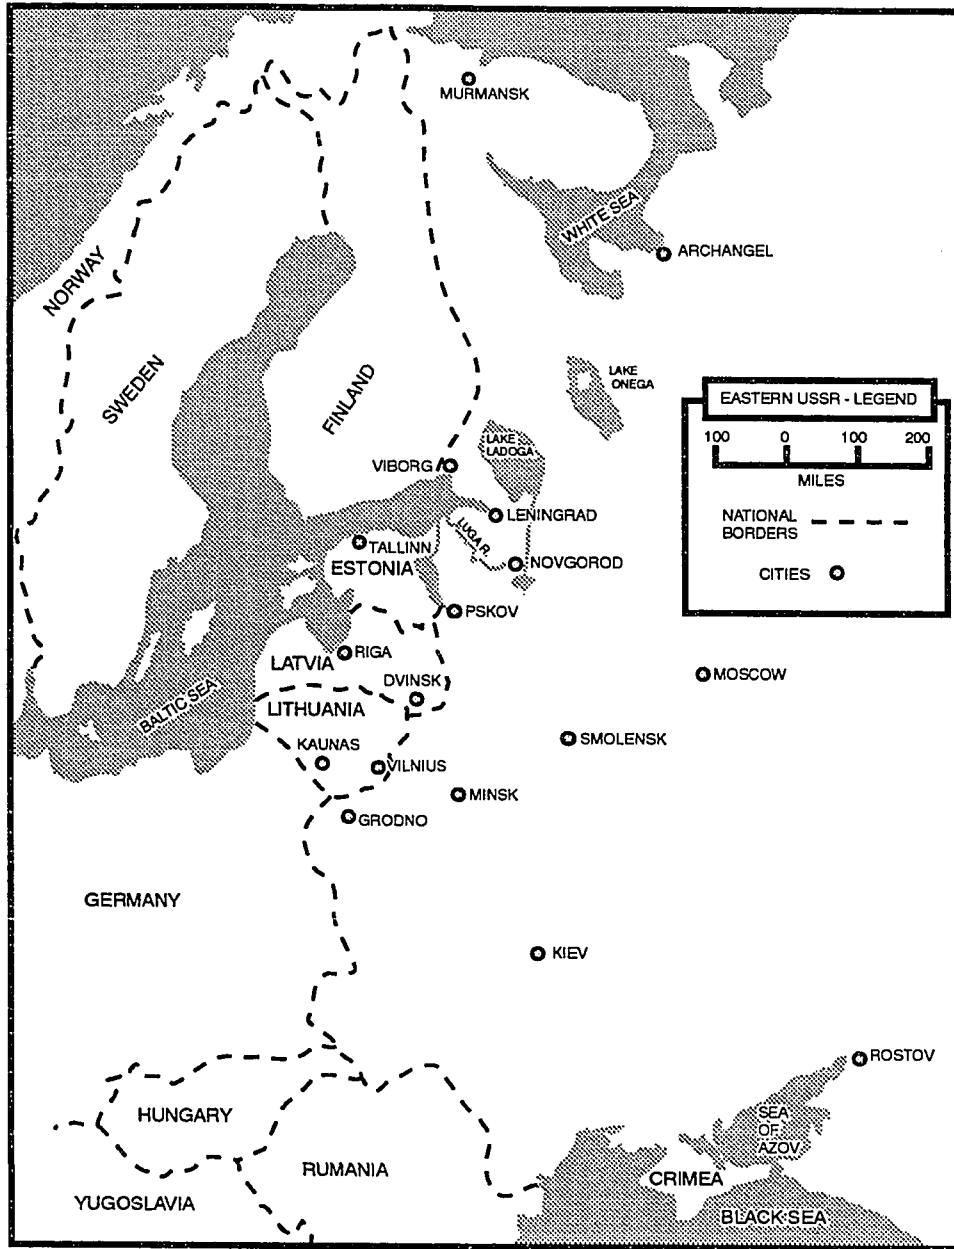 MURMANSK
WHITE SEA
ARCHANGEL
NORWAY
SWEDEN
FINLAND
LAKE
ONEGA
EASTERN USSR - LEGEND
100 0 100 200
MILES
NATIONAL
BORDERS
CITIES
LAKE
LADOGA
VIBORG
LENINGRAD
LUGA R.
TALLINN
ESTONIA
NOVGOROD
PSKOV
RIGA
LATVIA
MOSCOW
DVINSK
BALTIC SEA
LITHUANIA
SMOLENSK
KAUNAS
VILNIUS
MINSK
GRODNO
GERMANY
KIEV
ROSTOV
HUNGARY
SEA
OF
AZOV
RUMANIA
CRIMEA
YUGOSLAVIA
BLACK SEA